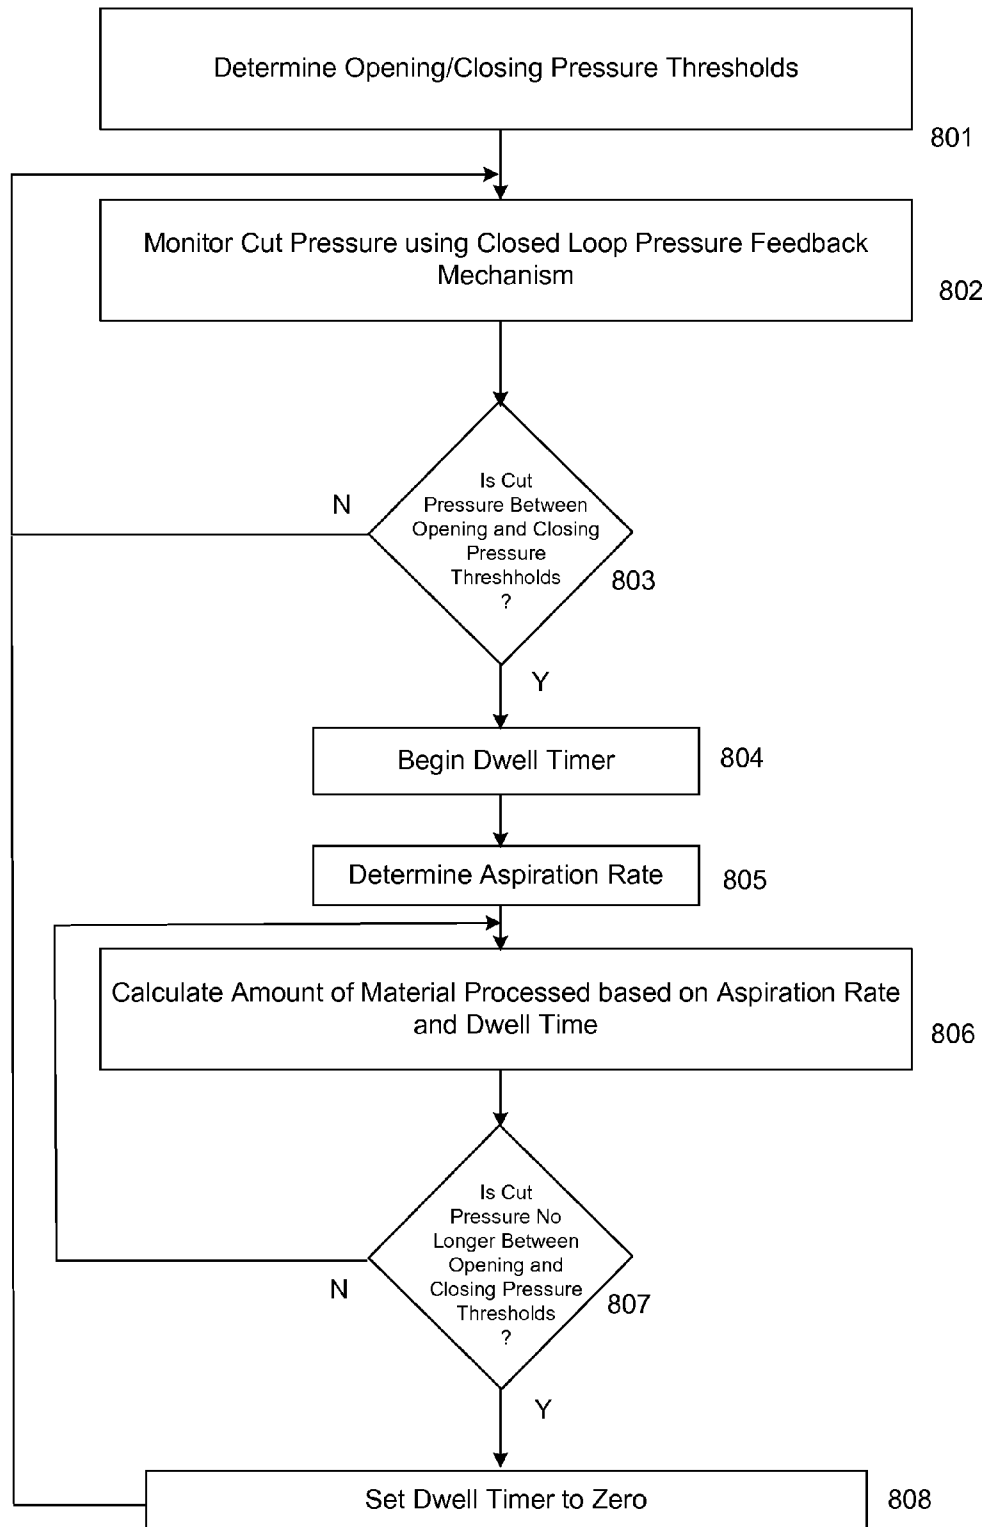 Determine Opening/Closing Pressure Thresholds
801
Monitor Cut Pressure using Closed Loop Pressure Feedback
Mechanism
802
Is Cut
Pressure Between
Opening and Closing
Pressure
Threshholds
?
N
803
Y
Begin Dwell Timer
804
Determine Aspiration Rate
805
Calculate Amount of Material Processed based on Aspiration Rate
and Dwell Time
806
Is Cut
Pressure No
Longer Between
Opening and
Closing Pressure
Thresholds
?
N
807
Y
Set Dwell Timer to Zero
808